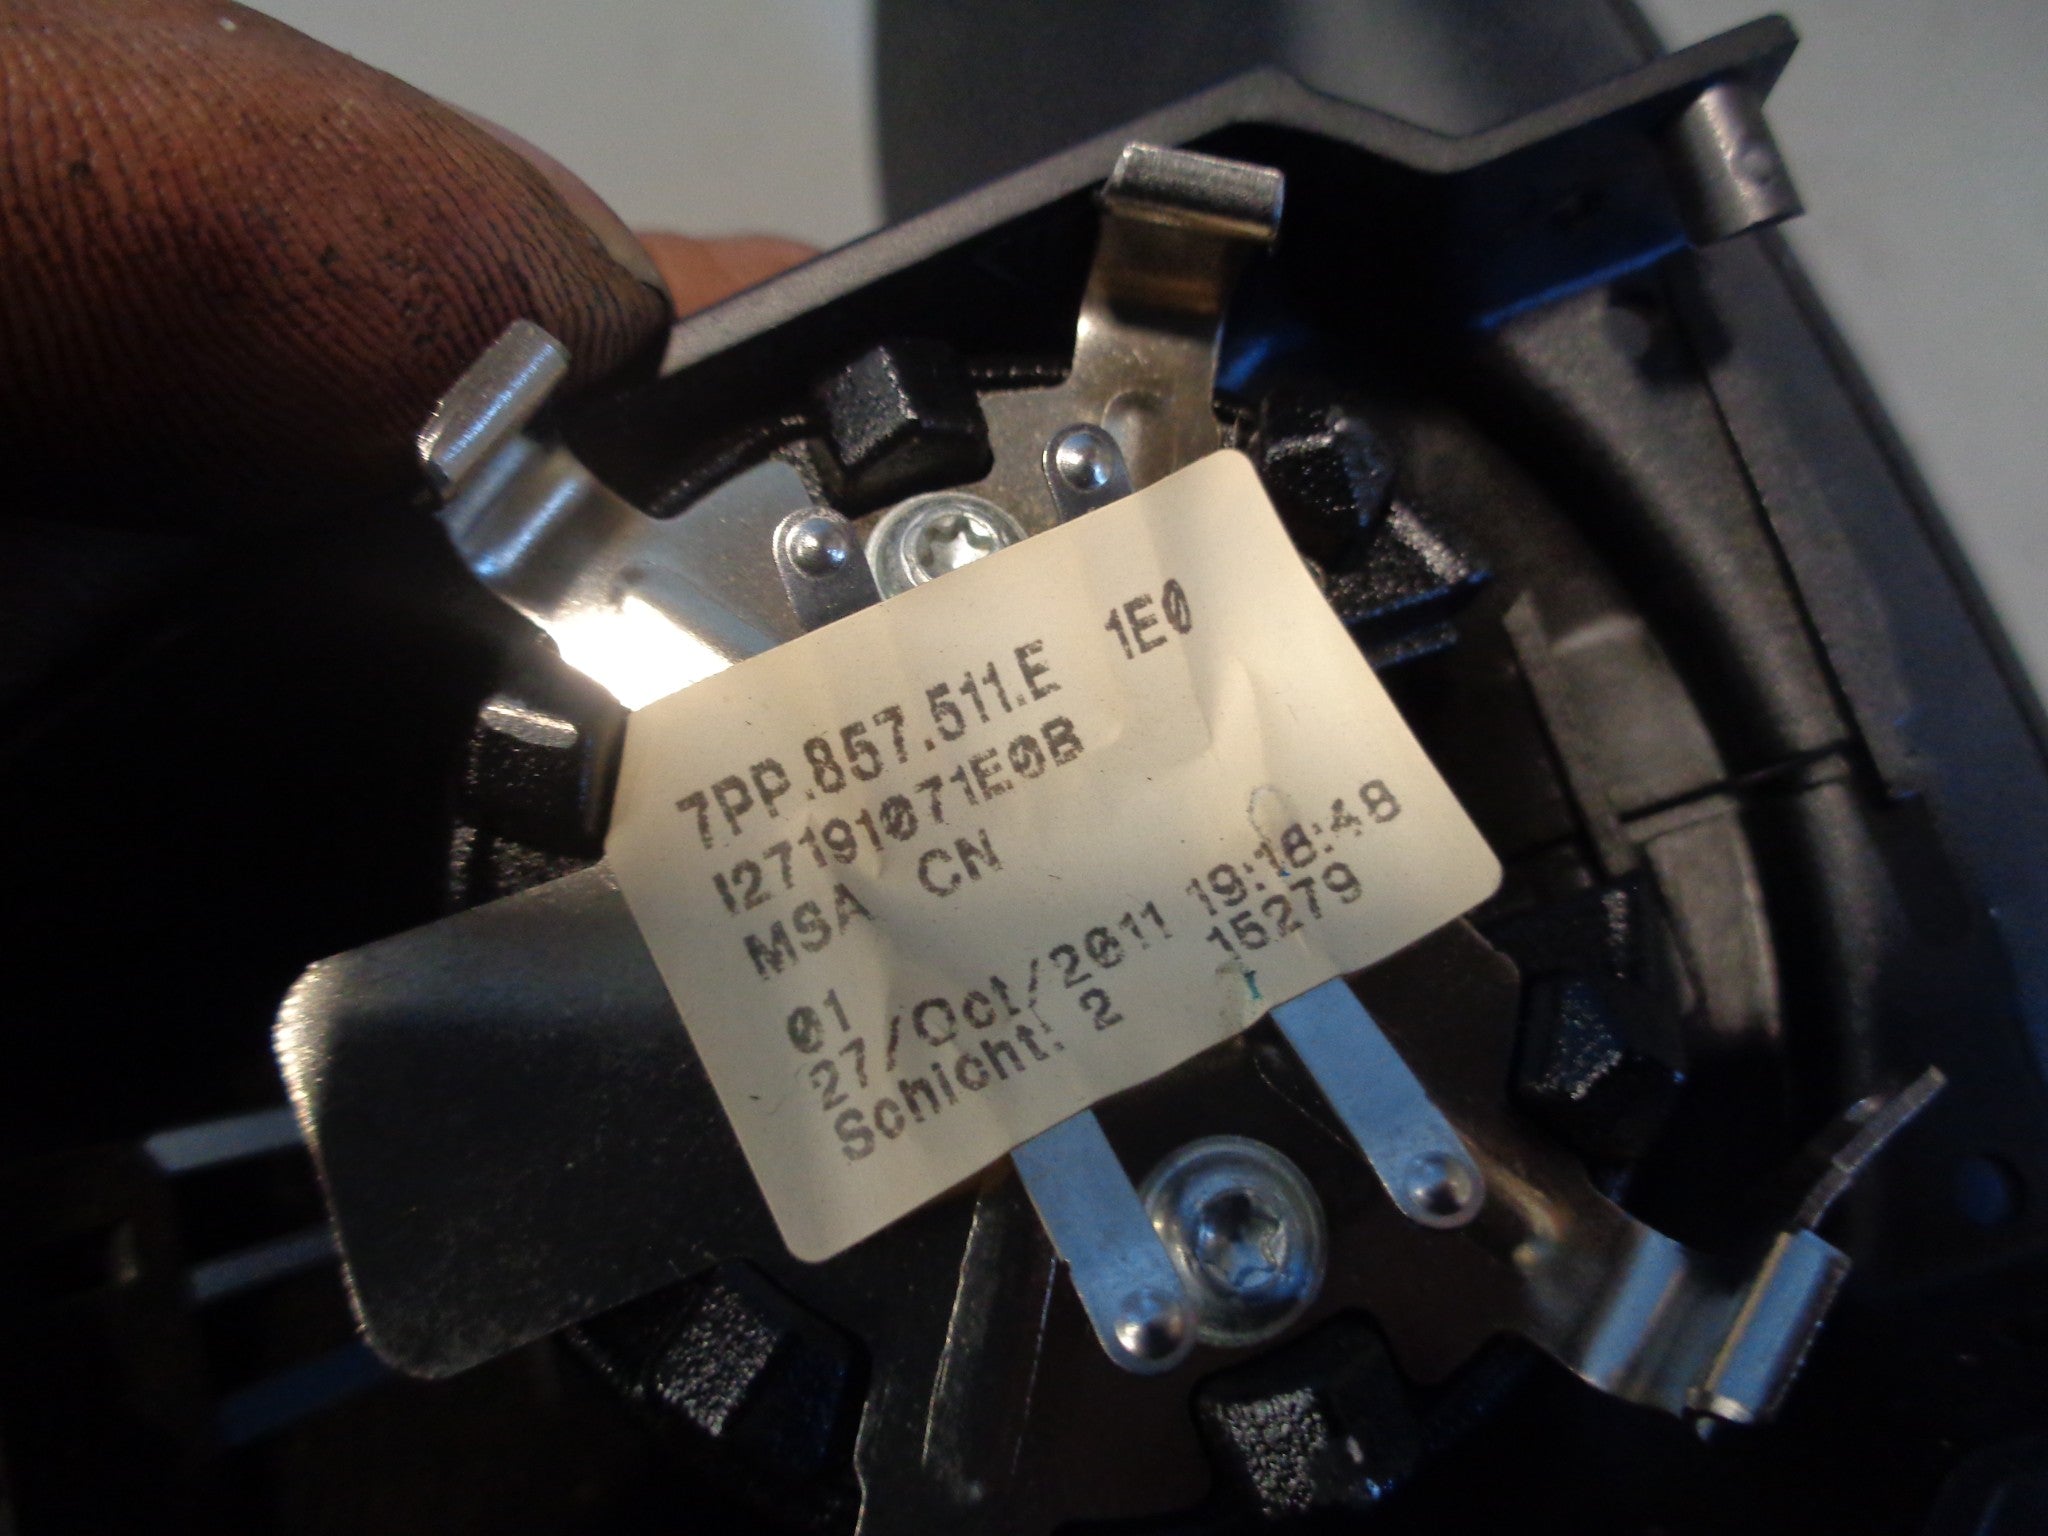 7PP.857.511.E 1E0
I27191071E0B
MSA CN
01
27/Oct/2011 19:18:48
Schicht: 2 15279